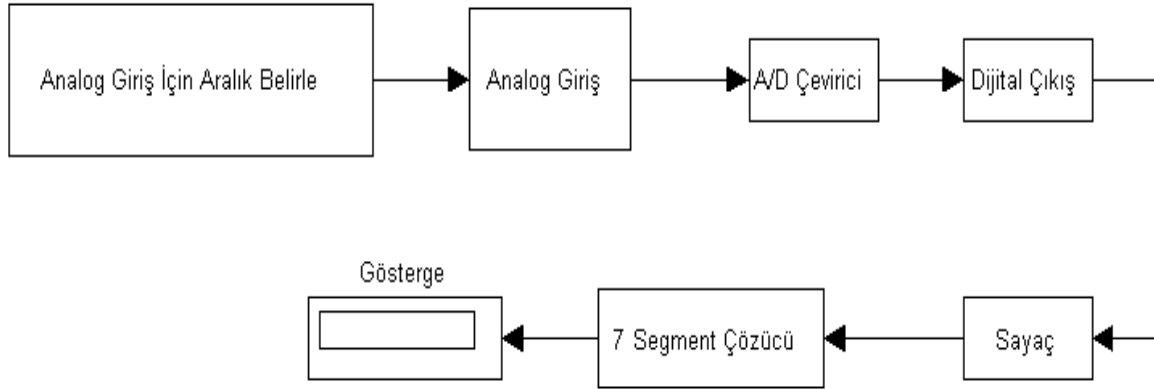 Analog Giriş İçin Aralık Belirle
Analog Giriş
A/D Çevirici
Dijital Çıkış
Gösterge
7 Segment Çözücü
Sayaç